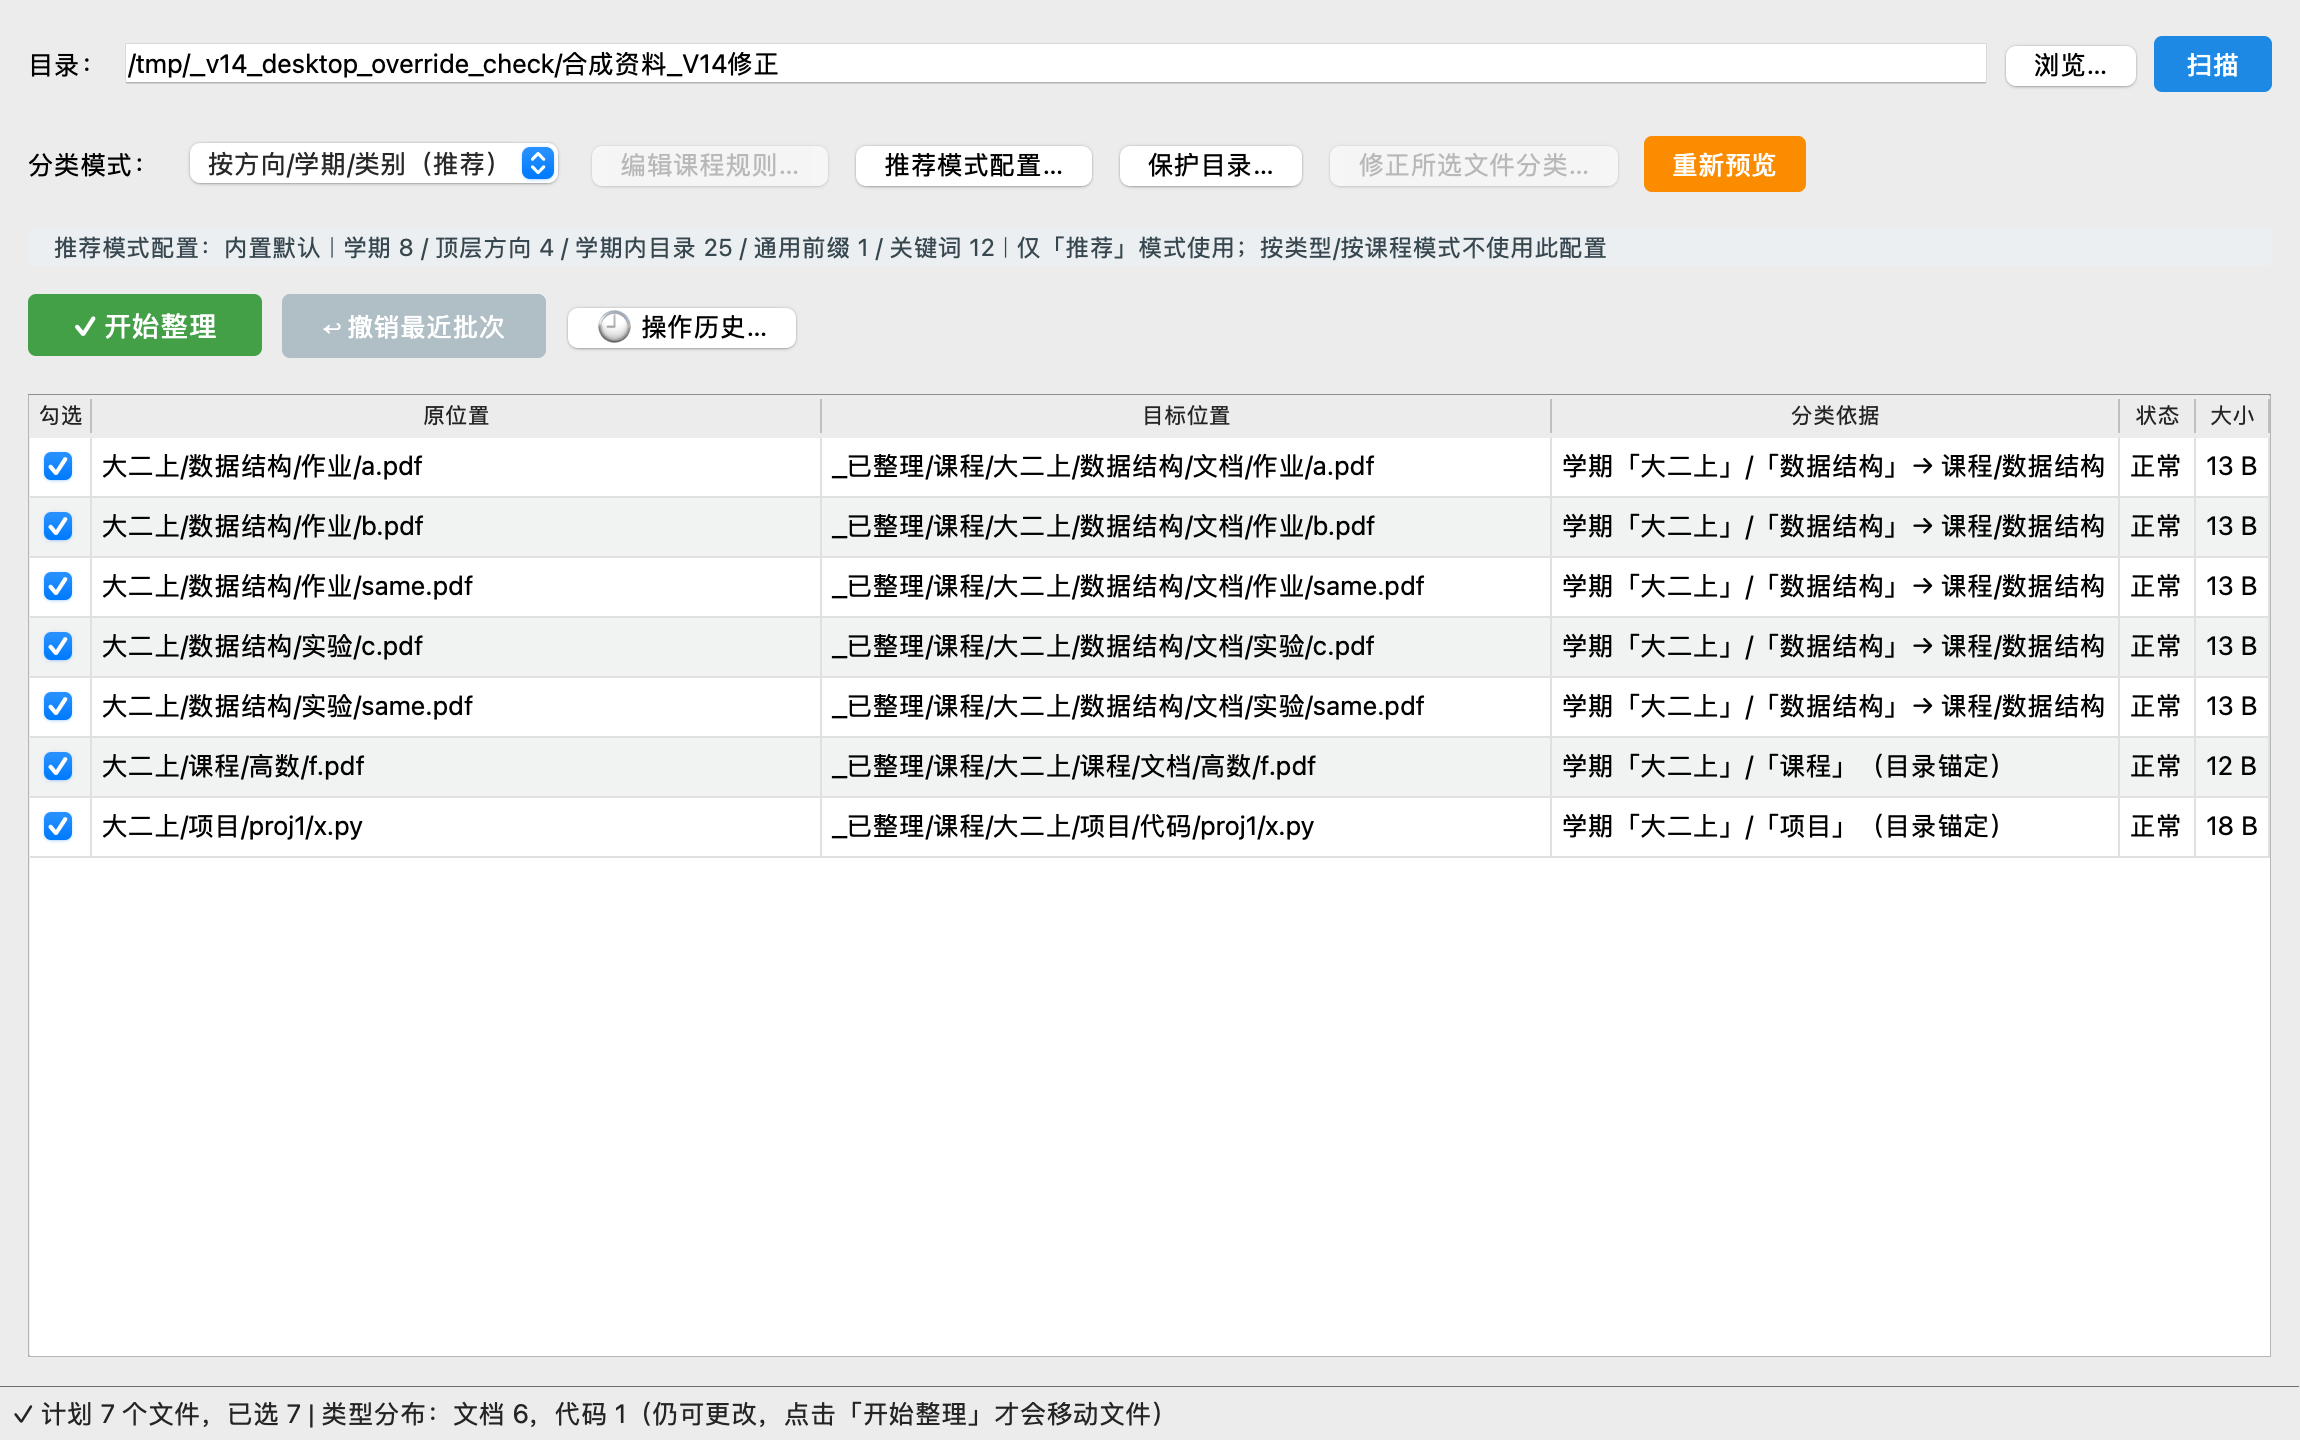 目录： /tmp/_v14_desktop_override_check/合成资料_V14修正 浏览... 扫描
分类模式： 按方向/学期/类别（推荐） 编辑课程规则... 推荐模式配置... 保护目录... 修正所选文件分类... 重新预览
推荐模式配置：内置默认 | 学期 8 / 顶层方向 4 / 学期内目录 25 / 通用前缀 1 / 关键词 12 | 仅「推荐」模式使用；按类型/按课程模式不使用此配置
✓ 开始整理 ↩ 撤销最近批次 🕘 操作历史...
勾选 原位置 目标位置 分类依据 状态 大小
大二上/数据结构/作业/a.pdf _已整理/课程/大二上/数据结构/文档/作业/a.pdf 学期「大二上」/「数据结构」→ 课程/数据结构 正常 13 B
大二上/数据结构/作业/b.pdf _已整理/课程/大二上/数据结构/文档/作业/b.pdf 学期「大二上」/「数据结构」→ 课程/数据结构 正常 13 B
大二上/数据结构/作业/same.pdf _已整理/课程/大二上/数据结构/文档/作业/same.pdf 学期「大二上」/「数据结构」→ 课程/数据结构 正常 13 B
大二上/数据结构/实验/c.pdf _已整理/课程/大二上/数据结构/文档/实验/c.pdf 学期「大二上」/「数据结构」→ 课程/数据结构 正常 13 B
大二上/数据结构/实验/same.pdf _已整理/课程/大二上/数据结构/文档/实验/same.pdf 学期「大二上」/「数据结构」→ 课程/数据结构 正常 13 B
大二上/课程/高数/f.pdf _已整理/课程/大二上/课程/文档/高数/f.pdf 学期「大二上」/「课程」（目录锚定） 正常 12 B
大二上/项目/proj1/x.py _已整理/课程/大二上/项目/代码/proj1/x.py 学期「大二上」/「项目」（目录锚定） 正常 18 B
✓ 计划 7 个文件，已选 7 | 类型分布：文档 6，代码 1（仍可更改，点击「开始整理」才会移动文件）